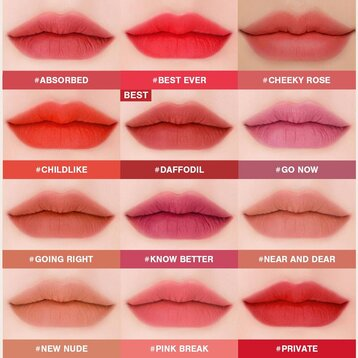 #ABSORBED
#BEST EVER
#CHEEKY ROSE
BEST
#CHILDLIKE
#DAFFODIL
#GO NOW
#GOING RIGHT
#KNOW BETTER
#NEAR AND DEAR
#NEW NUDE
#PINK BREAK
#PRIVATE